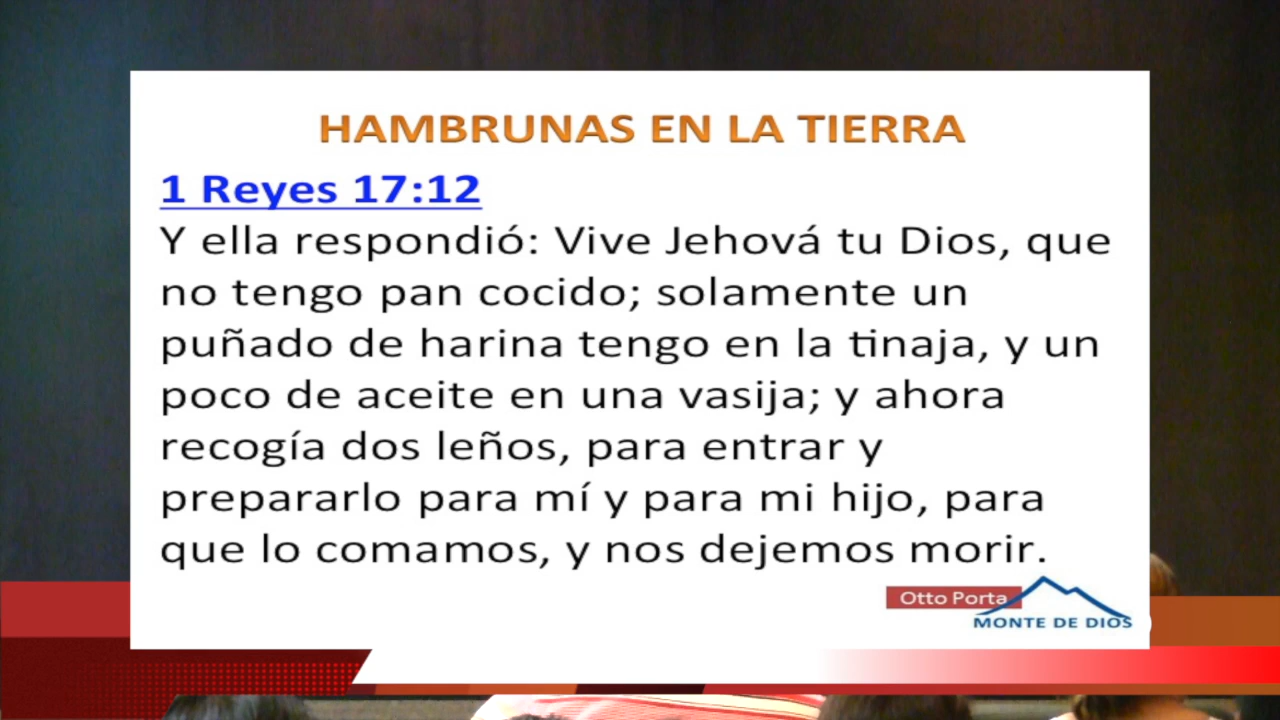 HAMBRUNAS EN LA TIERRA
1 Reyes 17:12
Y ella respondió: Vive Jehová tu Dios, que
no tengo pan cocido; solamente un
puñado de harina tengo en la tinaja, y un
poco de aceite en una vasija; y ahora
recogía dos leños, para entrar y
prepararlo para mí y para mi hijo, para
que lo comamos, y nos dejemos morir.
Otto Porta
MONTE DE DIOS